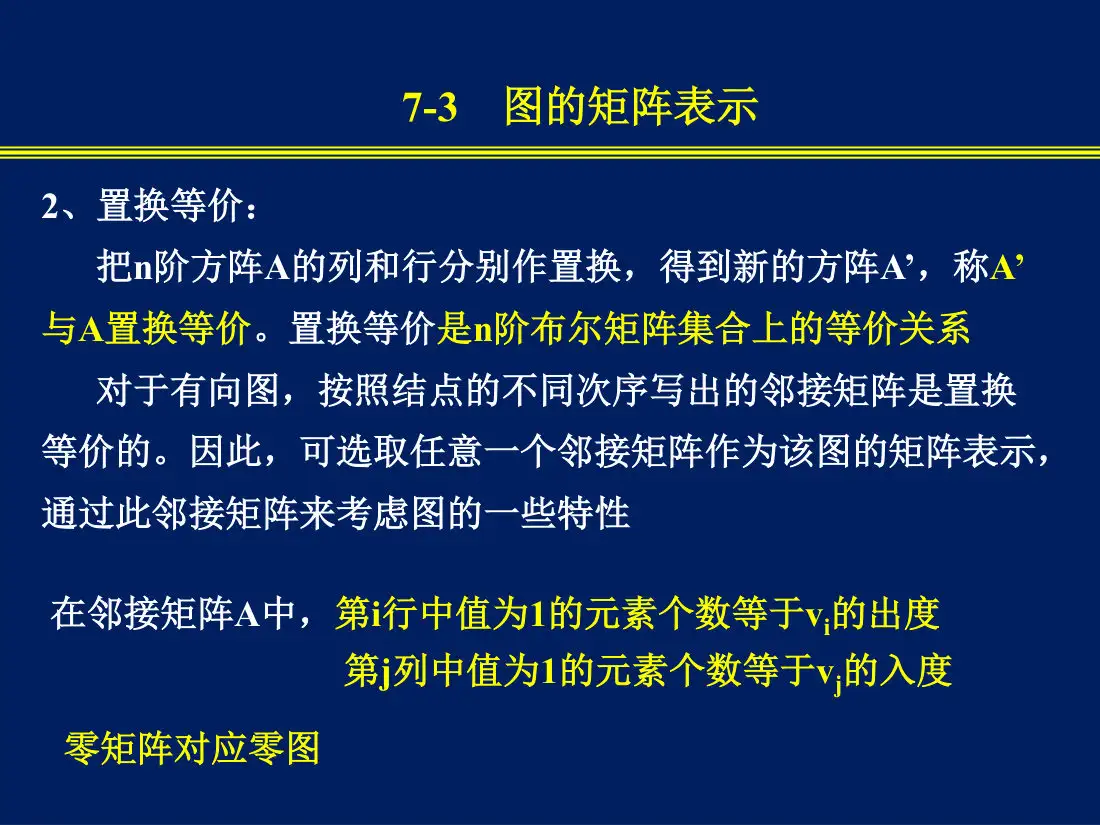 7-3 图的矩阵表示
2、置换等价：
把n阶方阵A的列和行分别作置换，得到新的方阵A’，称A’
与A置换等价。置换等价是n阶布尔矩阵集合上的等价关系
对于有向图，按照结点的不同次序写出的邻接矩阵是置换
等价的。因此，可选取任意一个邻接矩阵作为该图的矩阵表示，
通过此邻接矩阵来考虑图的一些特性
在邻接矩阵A中，第i行中值为1的元素个数等于vi的出度
第j列中值为1的元素个数等于vj的入度
零矩阵对应零图